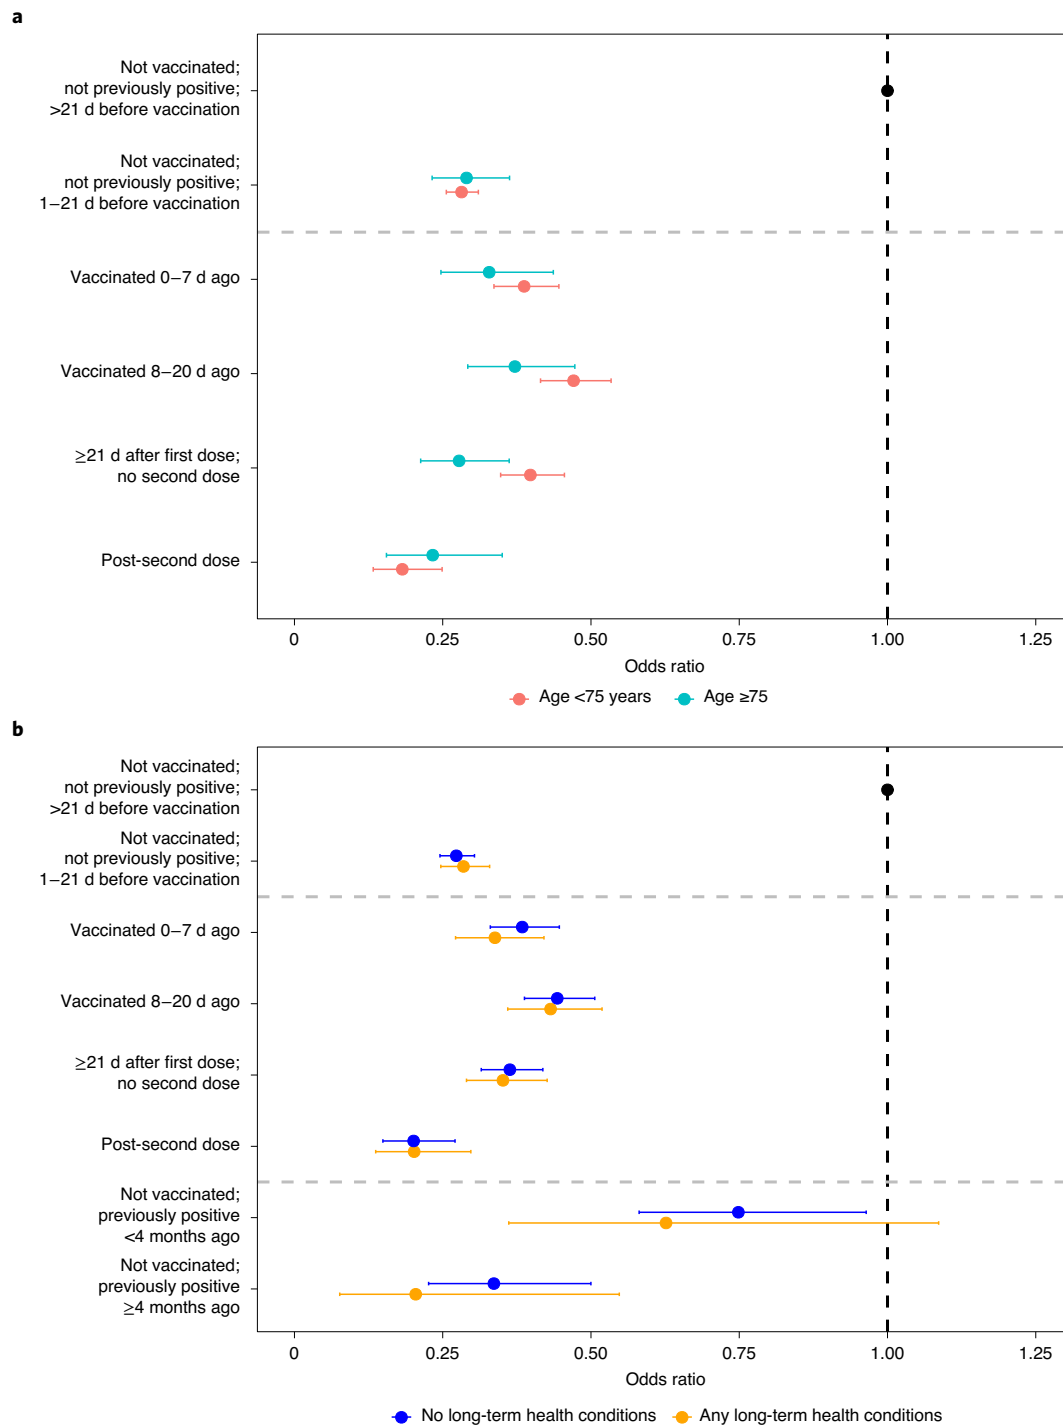 a
Not vaccinated;
not previously positive;
>21 d before vaccination
Not vaccinated;
not previously positive;
1–21 d before vaccination
Vaccinated 0–7 d ago
Vaccinated 8–20 d ago
≥21 d after first dose;
no second dose
Post-second dose
0 0.25 0.50 0.75 1.00 1.25
Odds ratio
Age <75 years Age ≥75
b
Not vaccinated;
not previously positive;
>21 d before vaccination
Not vaccinated;
not previously positive;
1–21 d before vaccination
Vaccinated 0–7 d ago
Vaccinated 8–20 d ago
≥21 d after first dose;
no second dose
Post-second dose
Not vaccinated;
previously positive
<4 months ago
Not vaccinated;
previously positive
≥4 months ago
0 0.25 0.50 0.75 1.00 1.25
Odds ratio
No long-term health conditions Any long-term health conditions